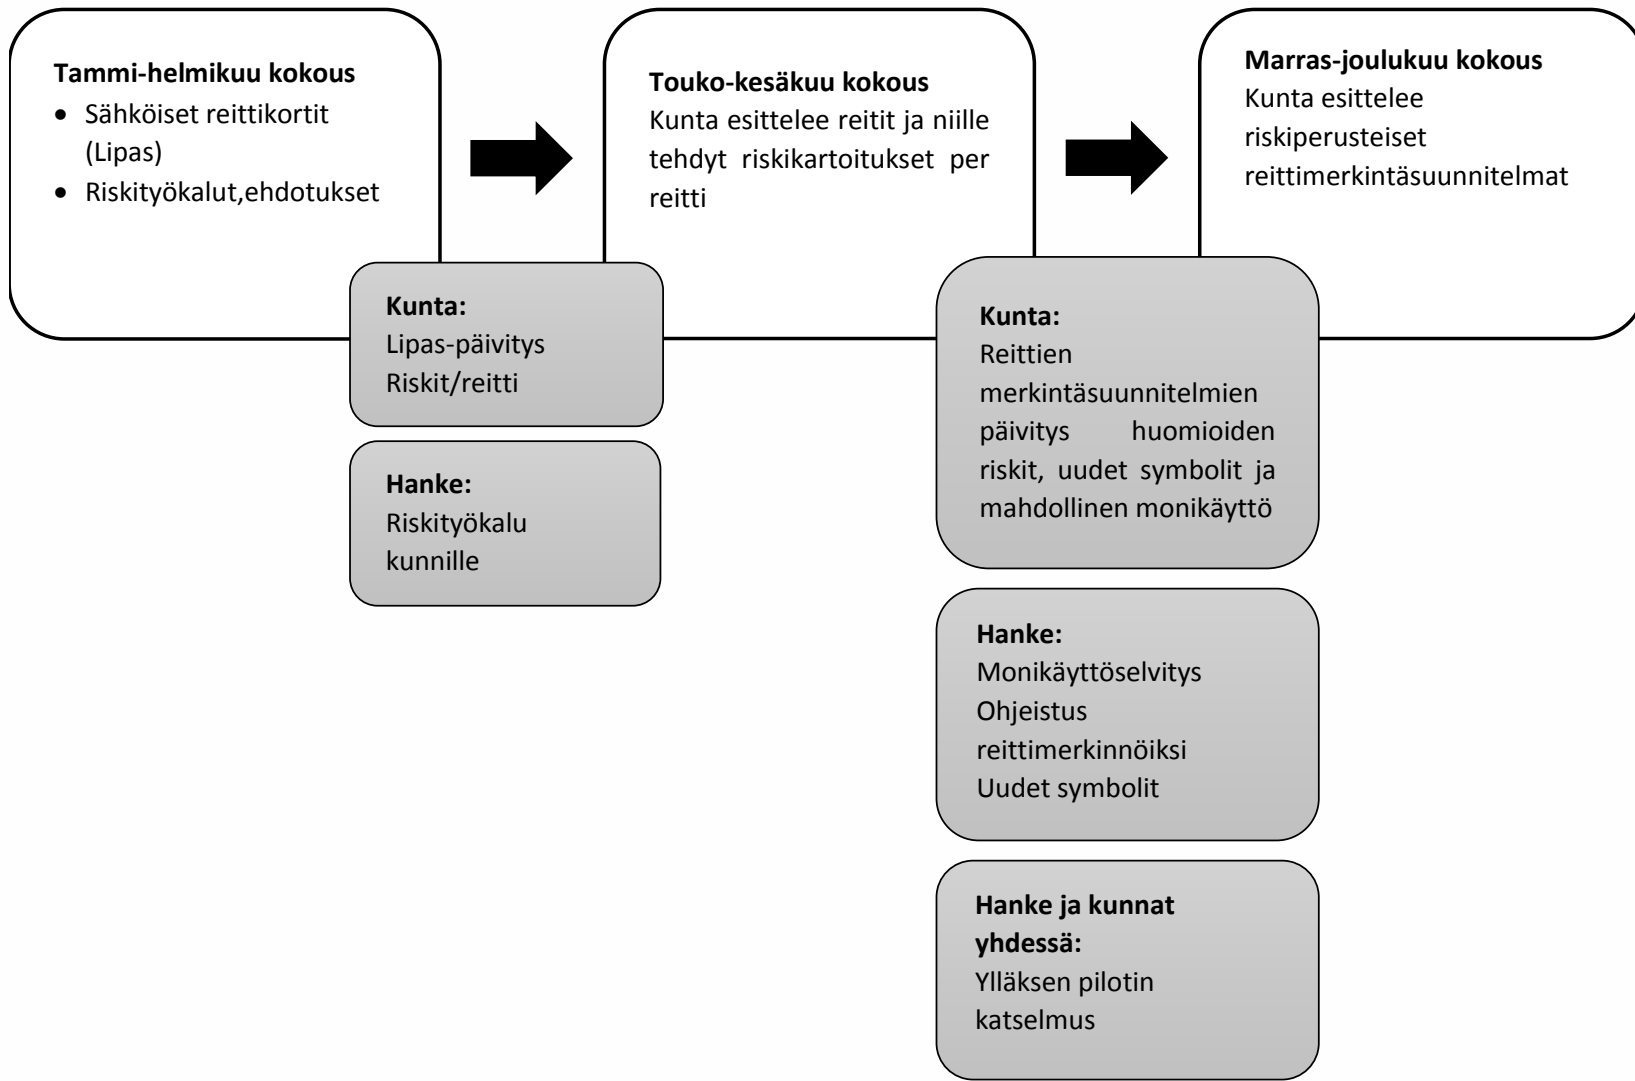 Tammi-helmikuu kokous
• Sähköiset reittikortit
(Lipas)
• Riskityökalut,ehdotukset
Touko-kesäkuu kokous
Kunta esittelee reitit ja niille
tehdyt riskikartoitukset per
reitti
Marras-joulukuu kokous
Kunta esittelee
riskiperusteiset
reittimerkintäsuunnitelmat
Kunta:
Lipas-päivitys
Riskit/reitti
Hanke:
Riskityökalu
kunnille
Kunta:
Reittien
merkintäsuunnitelmien
päivitys huomioiden
riskit, uudet symbolit ja
mahdollinen monikäyttö
Hanke:
Monikäyttöselvitys
Ohjeistus
reittimerkinnöiksi
Uudet symbolit
Hanke ja kunnat
yhdessä:
Ylläksen pilotin
katselmus